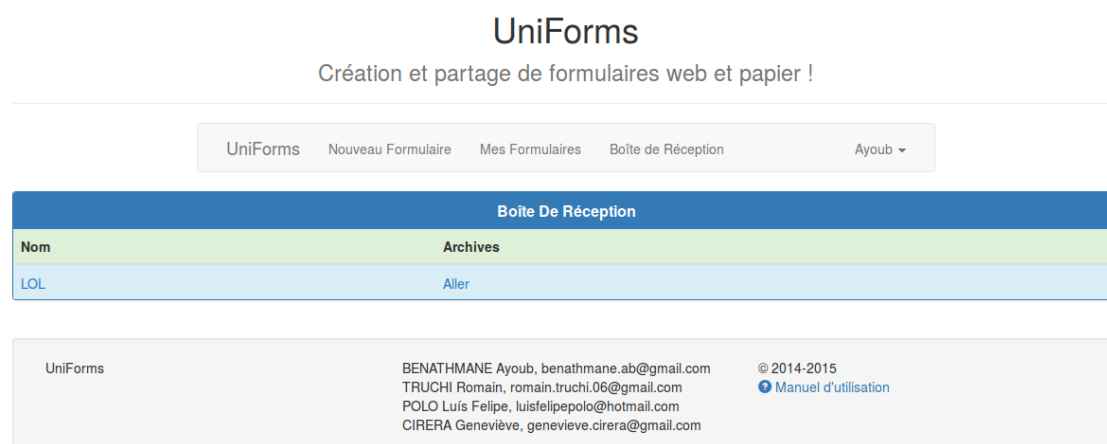 UniForms
Création et partage de formulaires web et papier !
UniForms Nouveau Formulaire Mes Formulaires Boîte de Réception Ayoub
Boîte De Réception
Nom Archives
LOL Aller
UniForms BENATHMANE Ayoub, benathmane.ab@gmail.com © 2014-2015
TRUCHI Romain, romain.truchi.06@gmail.com Manuel d'utilisation
POLO Luís Felipe, luisfelipepolo@hotmail.com
CIRERA Geneviève, genevieve.cirera@gmail.com